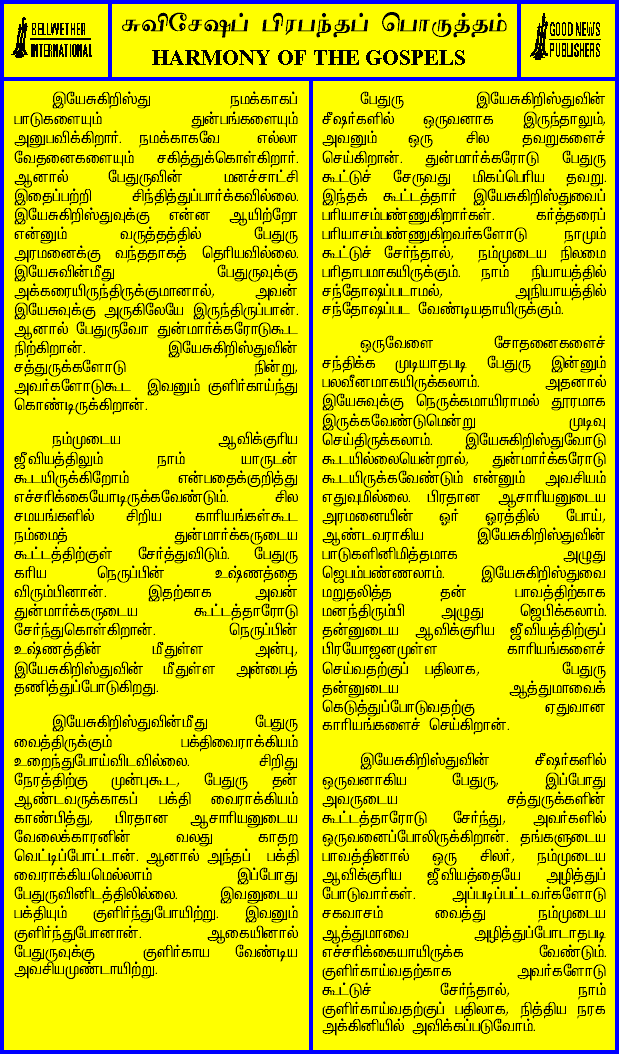 BELLWETHER
INTERNATIONAL
சுவிசேஷப் பிரபந்தப் பொருத்தம்
HARMONY OF THE GOSPELS
GOOD NEWS
PUBLISHERS
இயேசுகிறிஸ்து நமக்காகப்
பாடுகளையும் துன்பங்களையும்
அனுபவிக்கிறார். நமக்காகவே எல்லா
வேதனைகளையும் சகித்துக்கொள்கிறார்.
ஆனால் பேதுருவின் மனச்சாட்சி
இதைப்பற்றி சிந்தித்துப்பார்க்கவில்லை.
இயேசுகிறிஸ்துவுக்கு என்ன ஆயிற்றோ
என்னும் வருத்தத்தில் பேதுரு
அரமனைக்கு வந்ததாகத் தெரியவில்லை.
இயேசுவின்மீது பேதுருவுக்கு
அக்கரையிருந்திருக்குமானால், அவன்
இயேசுவுக்கு அருகிலேயே இருந்திருப்பான்.
ஆனால் பேதுருவோ துன்மார்க்கரோடுகூட
நிற்கிறான். இயேசுகிறிஸ்துவின்
சத்துருக்களோடு நின்று,
அவர்களோடுகூட இவனும் குளிர்காய்ந்து
கொண்டிருக்கிறான்.
நம்முடைய ஆவிக்குரிய
ஜீவியத்திலும் நாம் யாருடன்
கூடயிருக்கிறோம் என்பதைக்குறித்து
எச்சரிக்கையோடிருக்கவேண்டும். சில
சமயங்களில் சிறிய காரியங்கள்கூட
நம்மைத் துன்மார்க்கருடைய
கூட்டத்திற்குள் சேர்த்துவிடும். பேதுரு
கரிய நெருப்பின் உஷ்ணத்தை
விரும்பினான். இதற்காக அவன்
துன்மார்க்கருடைய கூட்டத்தாரோடு
சேர்ந்துகொள்கிறான். நெருப்பின்
உஷ்ணத்தின் மீதுள்ள அன்பு,
இயேசுகிறிஸ்துவின் மீதுள்ள அன்பைத்
தணித்துப்போடுகிறது.
இயேசுகிறிஸ்துவின்மீது பேதுரு
வைத்திருக்கும் பக்திவைராக்கியம்
உறைந்துபோய்விடவில்லை. சிறிது
நேரத்திற்கு முன்புகூட, பேதுரு தன்
ஆண்டவருக்காகப் பக்தி வைராக்கியம்
காண்பித்து, பிரதான ஆசாரியனுடைய
வேலைக்காரனின் வலது காதற
வெட்டிப்போட்டான். ஆனால் அந்தப் பக்தி
வைராக்கியமெல்லாம் இப்போது
பேதுருவினிடத்திலில்லை. இவனுடைய
பக்தியும் குளிர்ந்துபோயிற்று. இவனும்
குளிர்ந்துபோனான். ஆகையினால்
பேதுருவுக்கு குளிர்காய வேண்டிய
அவசியமுண்டாயிற்று.
பேதுரு இயேசுகிறிஸ்துவின்
சீஷர்களில் ஒருவனாக இருந்தாலும்,
அவனும் ஒரு சில தவறுகளைச்
செய்கிறான். துன்மார்க்கரோடு பேதுரு
கூட்டுச் சேருவது மிகப்பெரிய தவறு.
இந்தக் கூட்டத்தார் இயேசுகிறிஸ்துவைப்
பரியாசம்பண்ணுகிறார்கள். கர்த்தரைப்
பரியாசம்பண்ணுகிறவர்களோடு நாமும்
கூட்டுச் சேர்ந்தால், நம்முடைய நிலமை
பரிதாபமாகயிருக்கும். நாம் நியாயத்தில்
சந்தோஷப்படாமல், அநியாயத்தில்
சந்தோஷப்பட வேண்டியதாயிருக்கும்.
ஒருவேளை சோதனைகளைச்
சந்திக்க முடியாதபடி பேதுரு இன்னும்
பலவீனமாகயிருக்கலாம். அதனால்
இயேசுவுக்கு நெருக்கமாயிராமல் தூரமாக
இருக்கவேண்டுமென்று முடிவு
செய்திருக்கலாம். இயேசுகிறிஸ்துவோடு
கூடயில்லையென்றால், துன்மார்க்கரோடு
கூடயிருக்கவேண்டும் என்னும் அவசியம்
எதுவுமில்லை. பிரதான ஆசாரியனுடைய
அரமனையின் ஓர் ஓரத்தில் போய்,
ஆண்டவராகிய இயேசுகிறிஸ்துவின்
பாடுகளினிமித்தமாக அழுது
ஜெபம்பண்ணலாம். இயேசுகிறிஸ்துவை
மறுதலித்த தன் பாவத்திற்காக
மனந்திரும்பி அழுது ஜெபிக்கலாம்.
தன்னுடைய ஆவிக்குரிய ஜீவியத்திற்குப்
பிரயோஜனமுள்ள காரியங்களைச்
செய்வதற்குப் பதிலாக, பேதுரு
தன்னுடைய ஆத்துமாவைக்
கெடுத்துப்போடுவதற்கு ஏதுவான
காரியங்களைச் செய்கிறான்.
இயேசுகிறிஸ்துவின் சீஷர்களில்
ஒருவனாகிய பேதுரு, இப்போது
அவருடைய சத்துருக்களின்
கூட்டத்தாரோடு சேர்ந்து, அவர்களில்
ஒருவனைப்போலிருக்கிறான். தங்களுடைய
பாவத்தினால் ஒரு சிலர், நம்முடைய
ஆவிக்குரிய ஜீவியத்தையே அழித்துப்
போடுவார்கள். அப்படிப்பட்டவர்களோடு
சகவாசம் வைத்து நம்முடைய
ஆத்துமாவை அழித்துப்போடாதபடி
எச்சரிக்கையாயிருக்க வேண்டும்.
குளிர்காய்வதற்காக அவர்களோடு
கூட்டுச் சேர்ந்தால், நாம்
குளிர்காய்வதற்குப் பதிலாக, நித்திய நரக
அக்கினியில் அவிக்கப்படுவோம்.